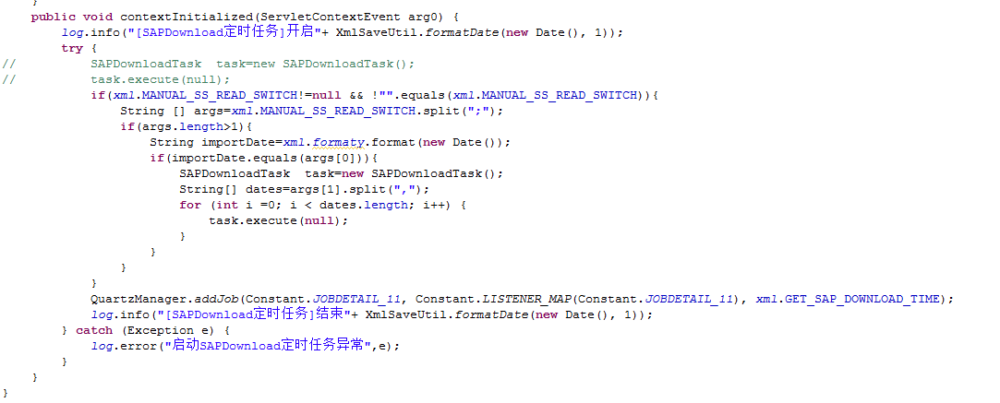 }
public void contextInitialized(ServletContextEvent arg0) {
log.info("[SAPDownload定时任务]开启"+ XmlSaveUtil.formatDate(new Date(), 1));
try {
// SAPDownloadTask  task=new SAPDownloadTask();
// task.execute(null);
if(xml.MANUAL_SS_READ_SWITCH!=null && !"".equals(xml.MANUAL_SS_READ_SWITCH)){
String [] args=xml.MANUAL_SS_READ_SWITCH.split(";");
if(args.length>1){
String importDate=xml.formaty.format(new Date());
if(importDate.equals(args[0])){
SAPDownloadTask  task=new SAPDownloadTask();
String[] dates=args[1].split(",");
for (int i =0; i < dates.length; i++) {
task.execute(null);
}
}
}
}
QuartzManager.addJob(Constant.JOBDETAIL_11, Constant.LISTENER_MAP(Constant.JOBDETAIL_11), xml.GET_SAP_DOWNLOAD_TIME);
log.info("[SAPDownload定时任务]结束"+ XmlSaveUtil.formatDate(new Date(), 1));
} catch (Exception e) {
log.error("启动SAPDownload定时任务异常",e);
}
}
}